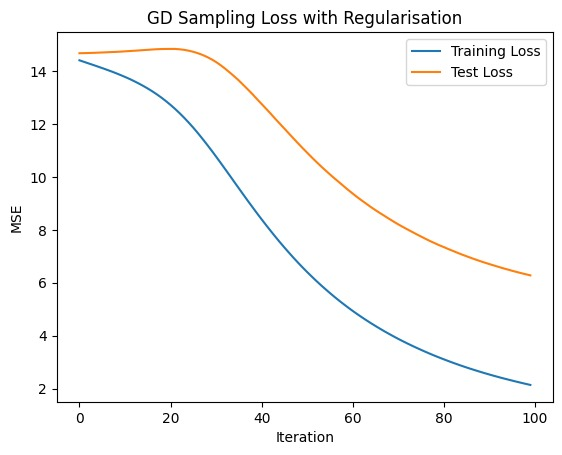 GD Sampling Loss with Regularisation
Training Loss
Test Loss
14
12
10
8
6
4
2
MSE
0 20 40 60 80 100
Iteration